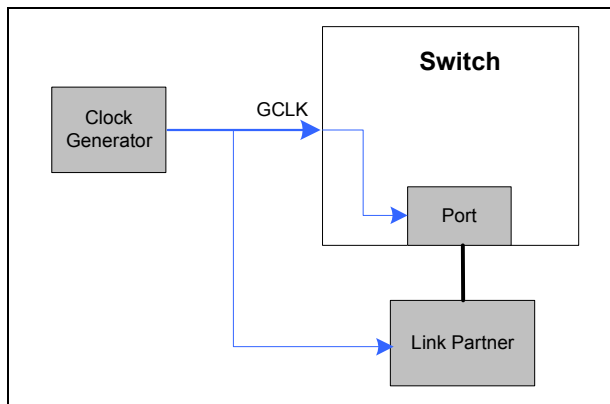 Switch
Clock
Generator
GCLK
Port
Link Partner